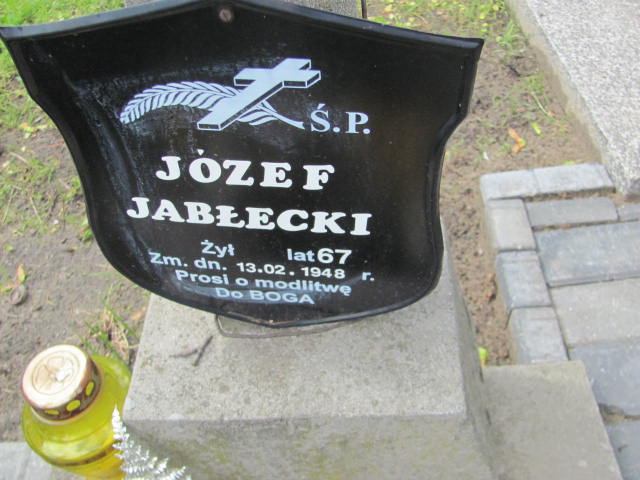 Ś.P.
JÓZEF
JABŁECKI
Żył lat 67
Zm. dn. 13.02.1948 r.
Prosi o modlitwę
Do BOGA